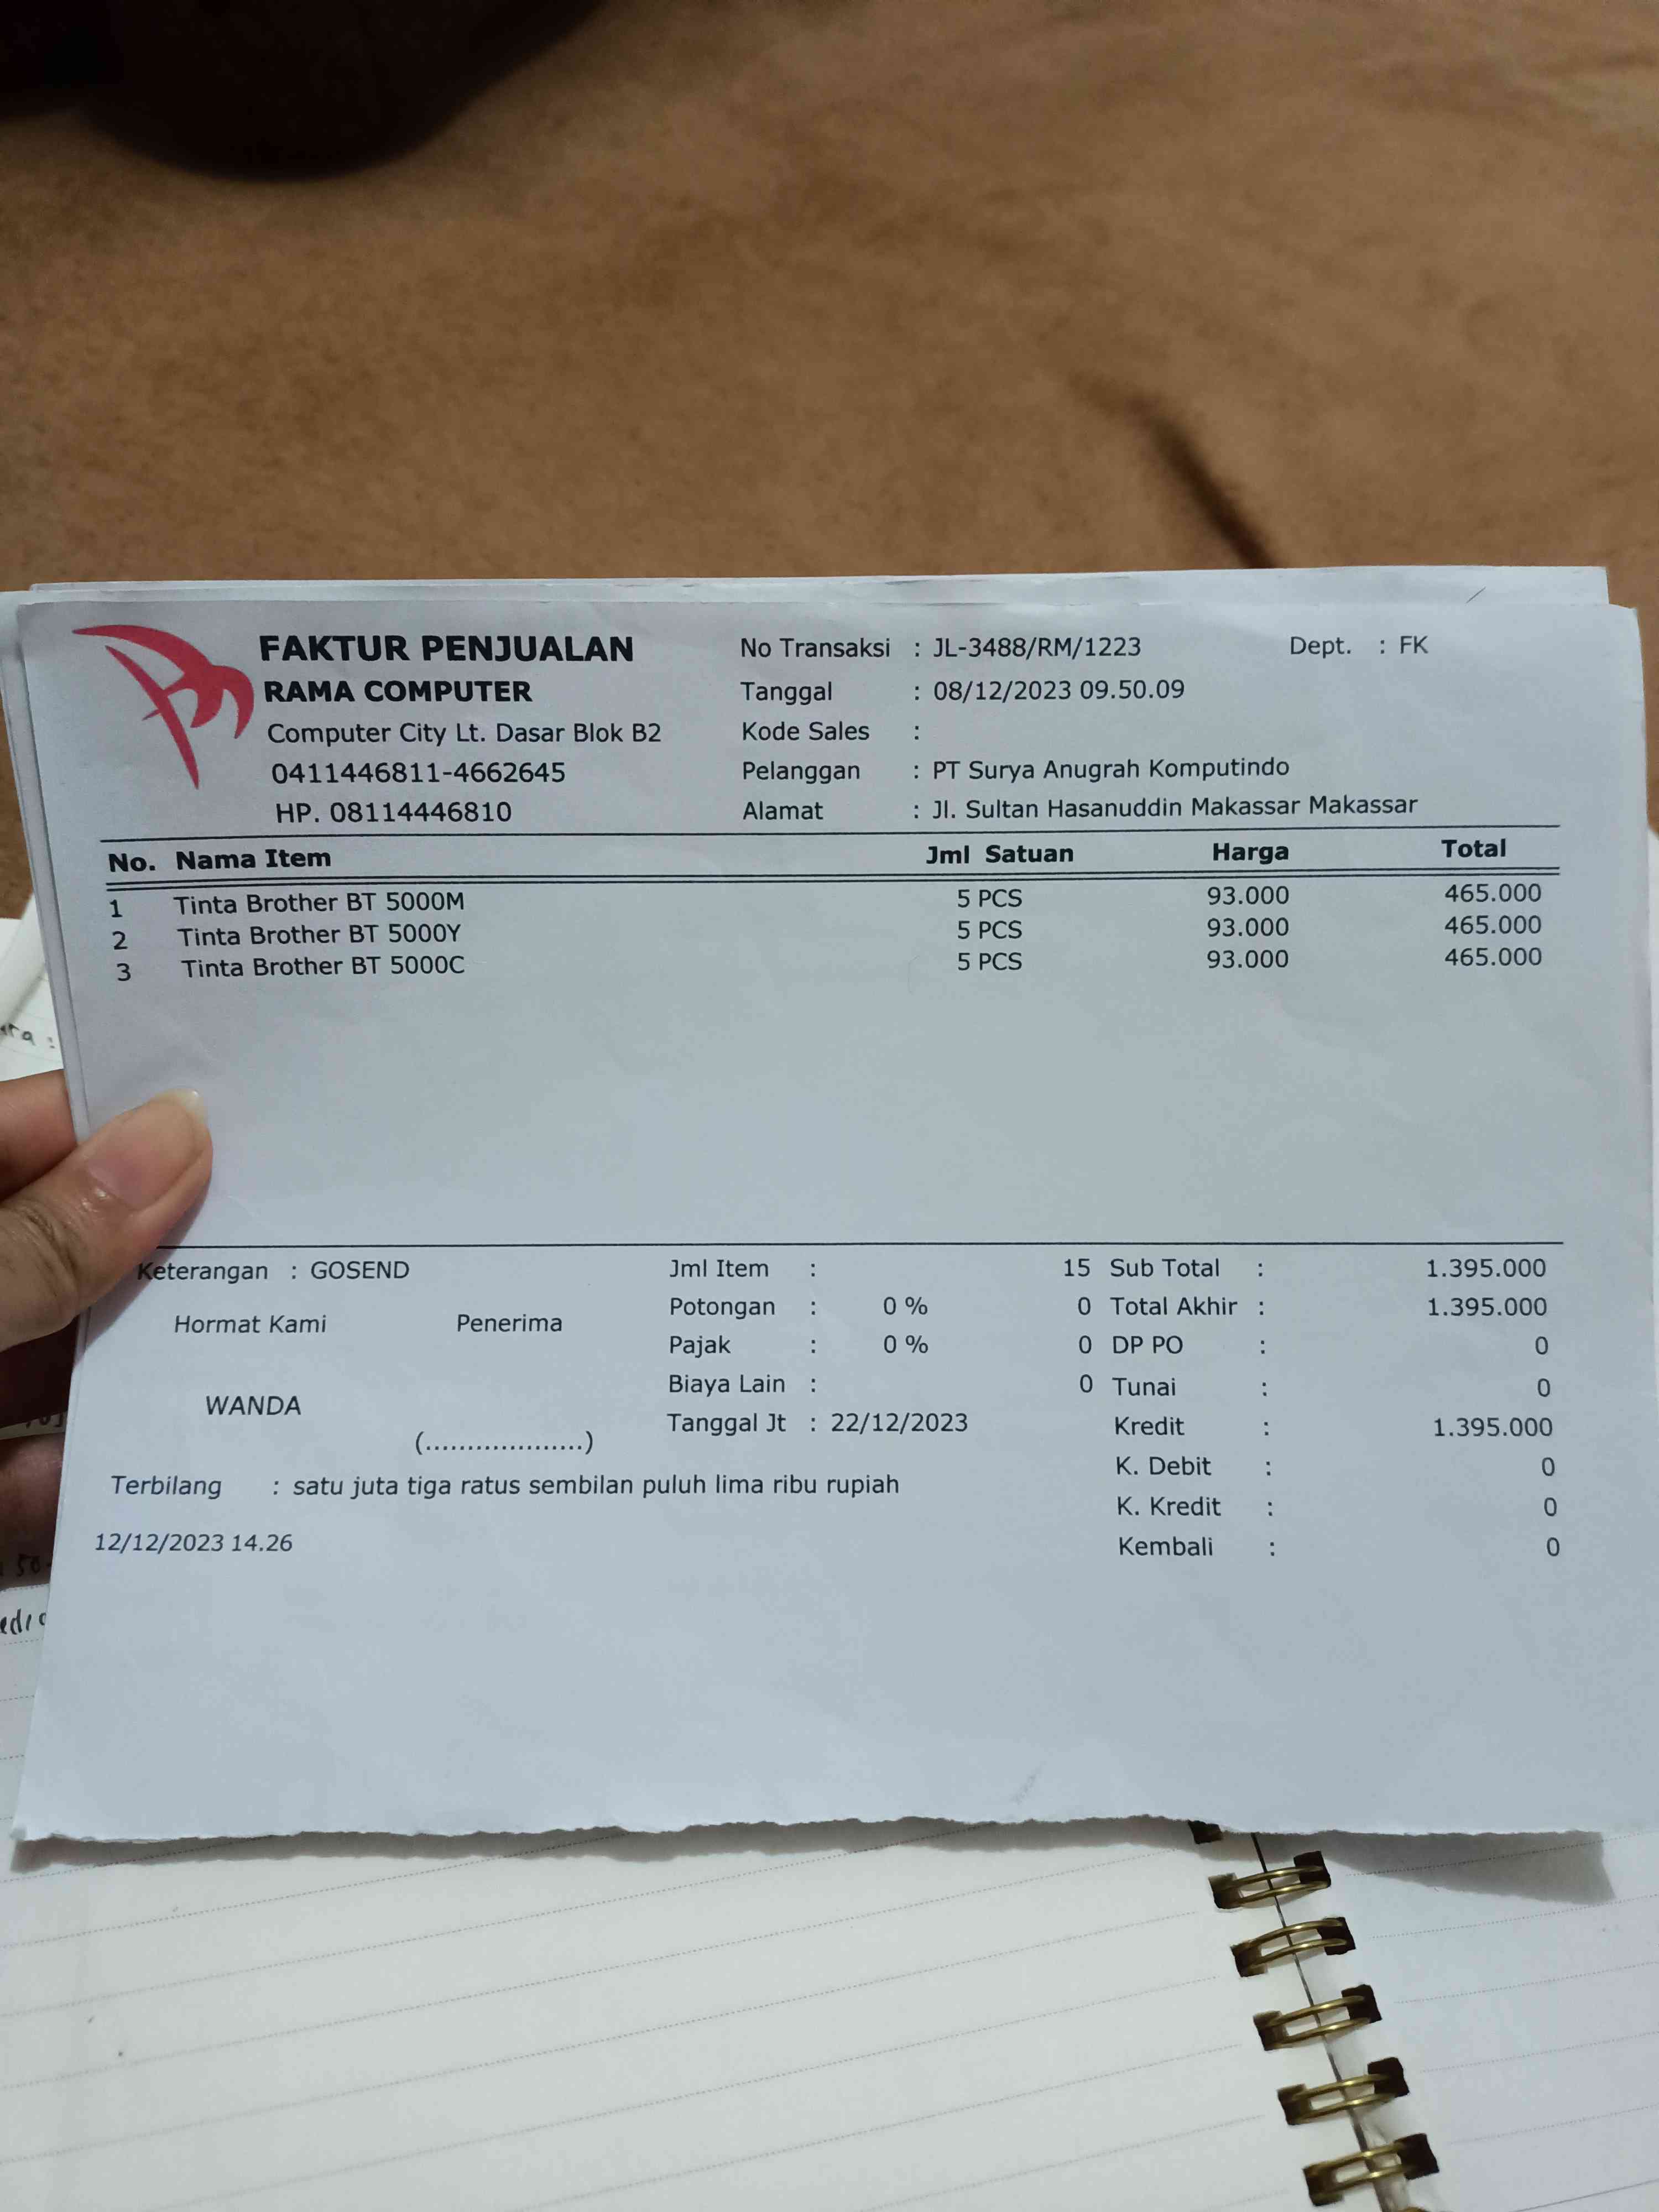 FAKTUR PENJUALAN
RAMA COMPUTER
Computer City Lt. Dasar Blok B2
0411446811-4662645
HP. 08114446810
No Transaksi : JL-3488/RM/1223 Dept. : FK
Tanggal : 08/12/2023 09.50.09
Kode Sales :
Pelanggan : PT Surya Anugrah Komputindo
Alamat : Jl. Sultan Hasanuddin Makassar Makassar
No. Nama Item Jml Satuan Harga Total
1 Tinta Brother BT 5000M 5 PCS 93.000 465.000
2 Tinta Brother BT 5000Y 5 PCS 93.000 465.000
3 Tinta Brother BT 5000C 5 PCS 93.000 465.000
Keterangan : GOSEND
Hormat Kami Penerima
WANDA
(...................)
Jml Item : 15
Potongan : 0 % 0
Pajak : 0 % 0
Biaya Lain : 0
Tanggal Jt : 22/12/2023
Sub Total : 1.395.000
Total Akhir : 1.395.000
DP PO : 0
Tunai : 0
Kredit : 1.395.000
K. Debit : 0
K. Kredit : 0
Kembali : 0
Terbilang : satu juta tiga ratus sembilan puluh lima ribu rupiah
12/12/2023 14.26